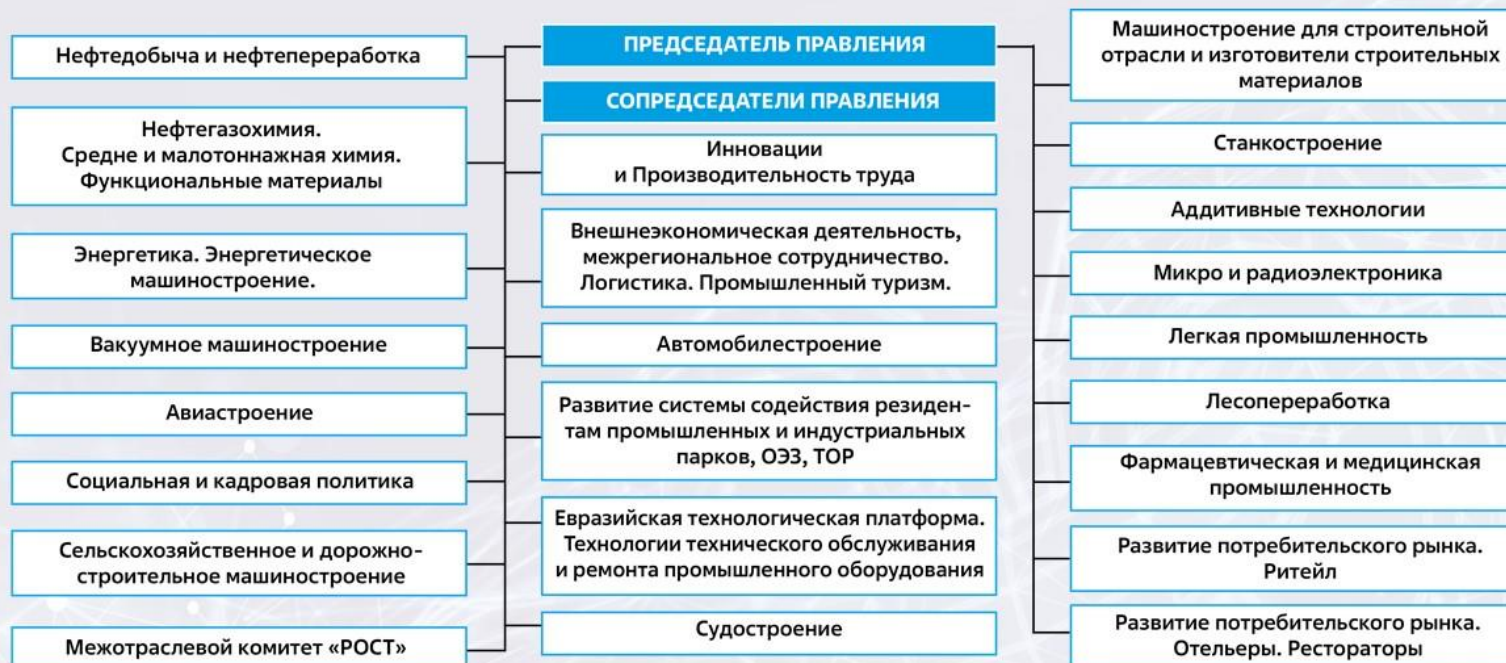 Нефтедобыча и нефтепереработка
Нефтегазохимия.
Средне и малотоннажная химия.
Функциональные материалы
Энергетика. Энергетическое
машиностроение.
Вакуумное машиностроение
Авиастроение
Социальная и кадровая политика
Сельскохозяйственное и дорожно-
строительное машиностроение
Межотраслевой комитет «РОСТ»
ПРЕДСЕДАТЕЛЬ ПРАВЛЕНИЯ
СОПРЕДСЕДАТЕЛИ ПРАВЛЕНИЯ
Инновации
и Производительность труда
Внешнеэкономическая деятельность,
межрегиональное сотрудничество.
Логистика. Промышленный туризм.
Автомобилестроение
Развитие системы содействия резиден-
там промышленных и индустриальных
парков, ОЭЗ, ТОР
Евразийская технологическая платформа.
Технологии технического обслуживания
и ремонта промышленного оборудования
Судостроение
Машиностроение для строительной
отрасли и изготовители строительных
материалов
Станкостроение
Аддитивные технологии
Микро и радиоэлектроника
Легкая промышленность
Лесопереработка
Фармацевтическая и медицинская
промышленность
Развитие потребительского рынка.
Ритейл
Развитие потребительского рынка.
Отельеры. Рестораторы